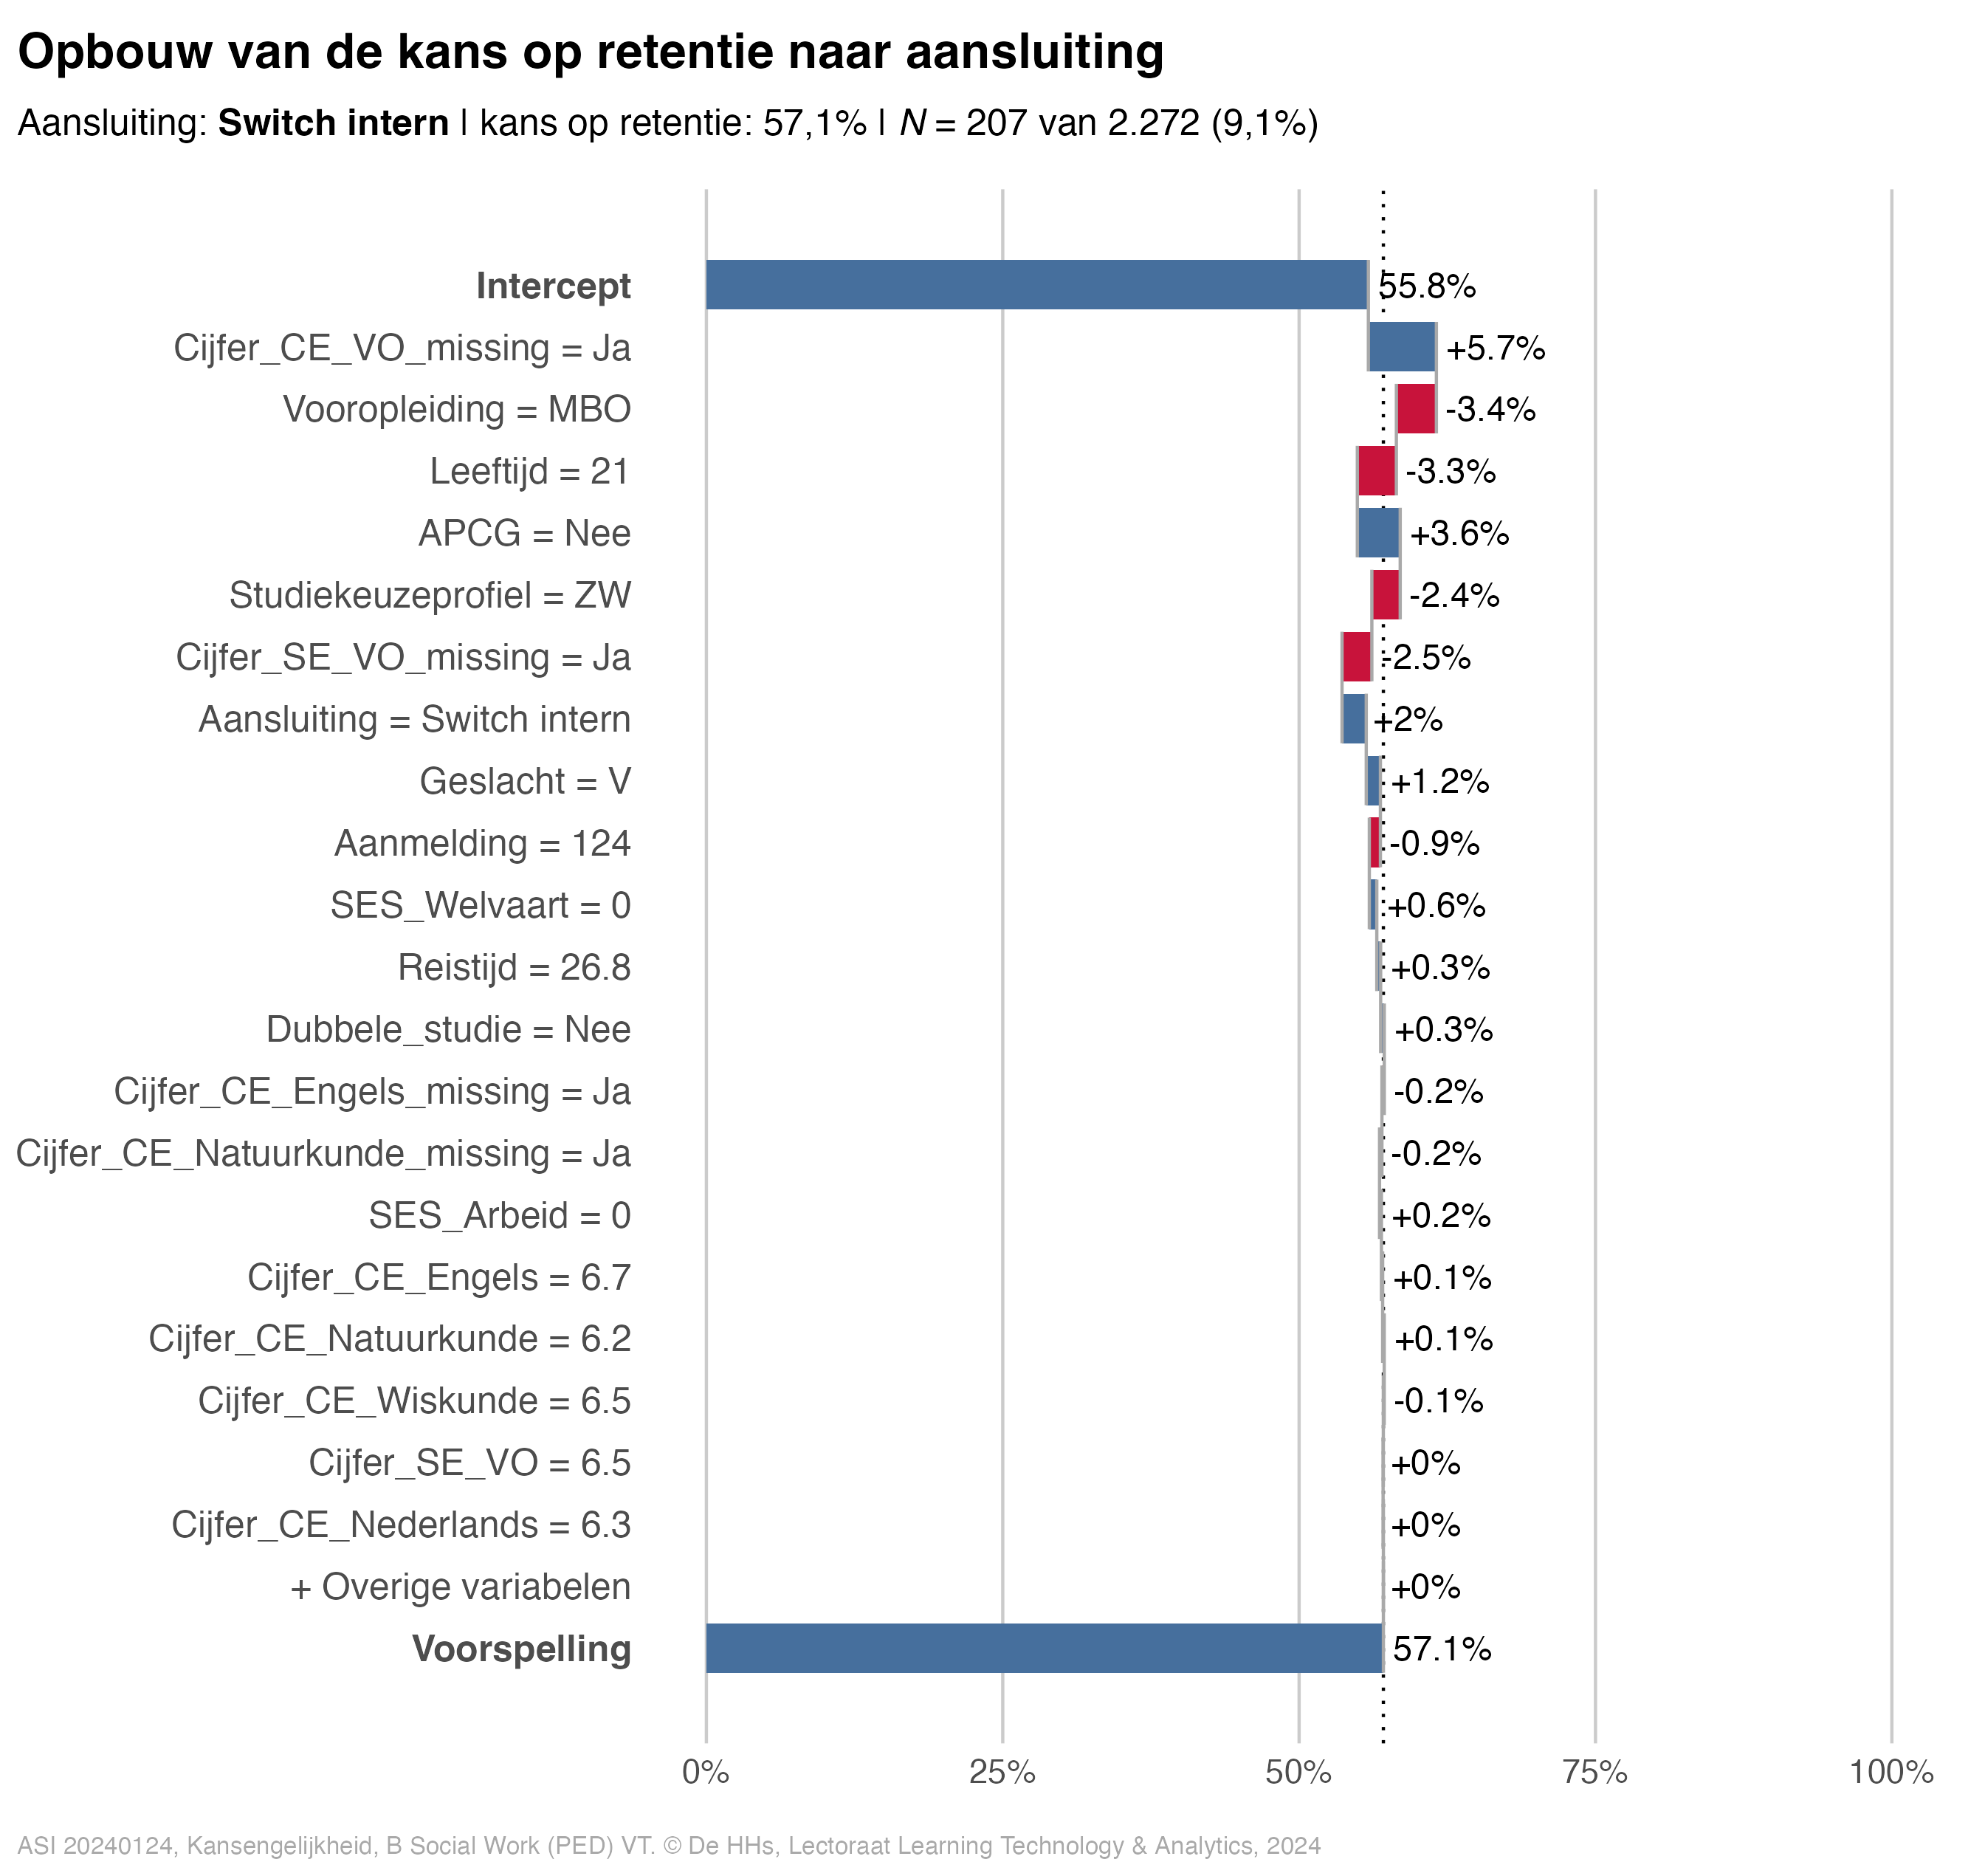 Opbouw van de kans op retentie naar aansluiting
Aansluiting: Switch intern | kans op retentie: 57,1% | N = 207 van 2.272 (9,1%)
Intercept 55.8%
Cijfer_CE_VO_missing = Ja +5.7%
Vooropleiding = MBO -3.4%
Leeftijd = 21 -3.3%
APCG = Nee +3.6%
Studiekeuzeprofiel = ZW -2.4%
Cijfer_SE_VO_missing = Ja -2.5%
Aansluiting = Switch intern +2%
Geslacht = V +1.2%
Aanmelding = 124 -0.9%
SES_Welvaart = 0 +0.6%
Reistijd = 26.8 +0.3%
Dubbele_studie = Nee +0.3%
Cijfer_CE_Engels_missing = Ja -0.2%
Cijfer_CE_Natuurkunde_missing = Ja -0.2%
SES_Arbeid = 0 +0.2%
Cijfer_CE_Engels = 6.7 +0.1%
Cijfer_CE_Natuurkunde = 6.2 +0.1%
Cijfer_CE_Wiskunde = 6.5 -0.1%
Cijfer_SE_VO = 6.5 +0%
Cijfer_CE_Nederlands = 6.3 +0%
+ Overige variabelen +0%
Voorspelling 57.1%
0% 25% 50% 75% 100%
ASI 20240124, Kansengelijkheid, B Social Work (PED) VT. © De HHs, Lectoraat Learning Technology & Analytics, 2024